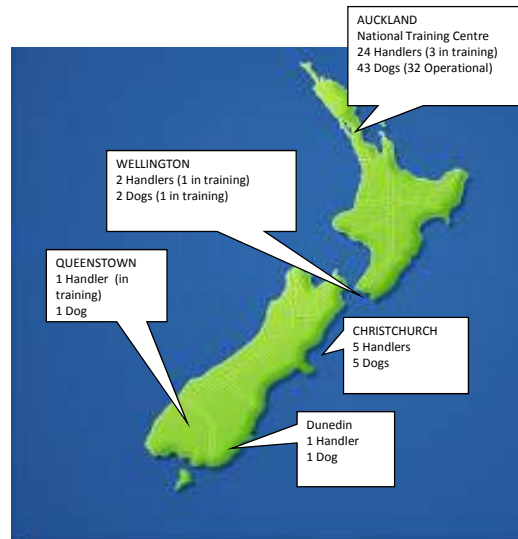 AUCKLAND
National Training Centre
24 Handlers (3 in training)
43 Dogs (32 Operational)
WELLINGTON
2 Handlers (1 in training)
2 Dogs (1 in training)
QUEENSTOWN
1 Handler (in
training)
1 Dog
CHRISTCHURCH
5 Handlers
5 Dogs
Dunedin
1 Handler
1 Dog